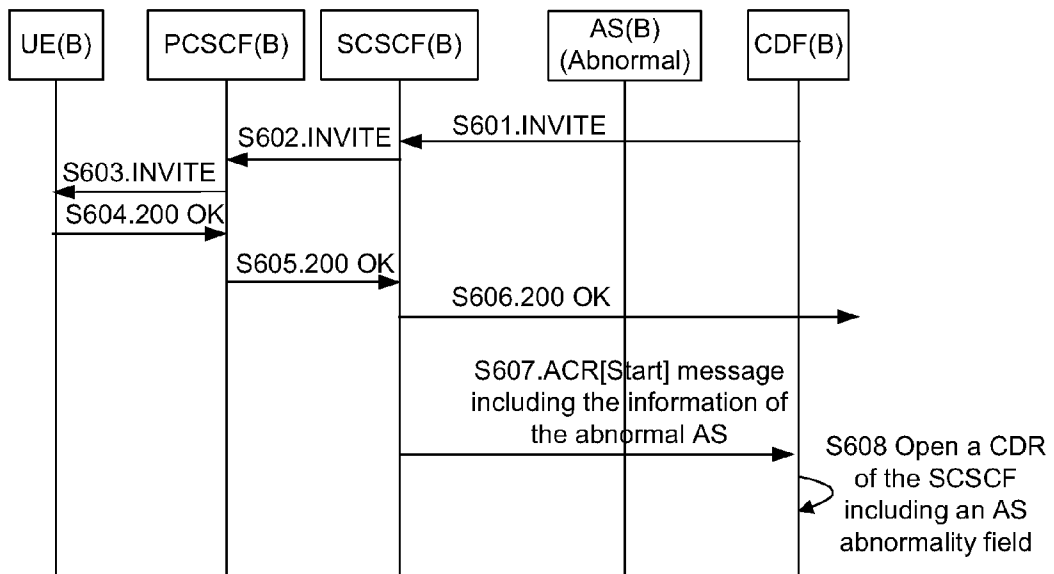 UE(B)
PCSCF(B)
SCSCF(B)
AS(B)
(Abnormal)
CDF(B)
S601.INVITE
S602.INVITE
S603.INVITE
S604.200 OK
S605.200 OK
S606.200 OK
S607.ACR[Start] message
including the information of
the abnormal AS
S608 Open a CDR
of the SCSCF
including an AS
abnormality field